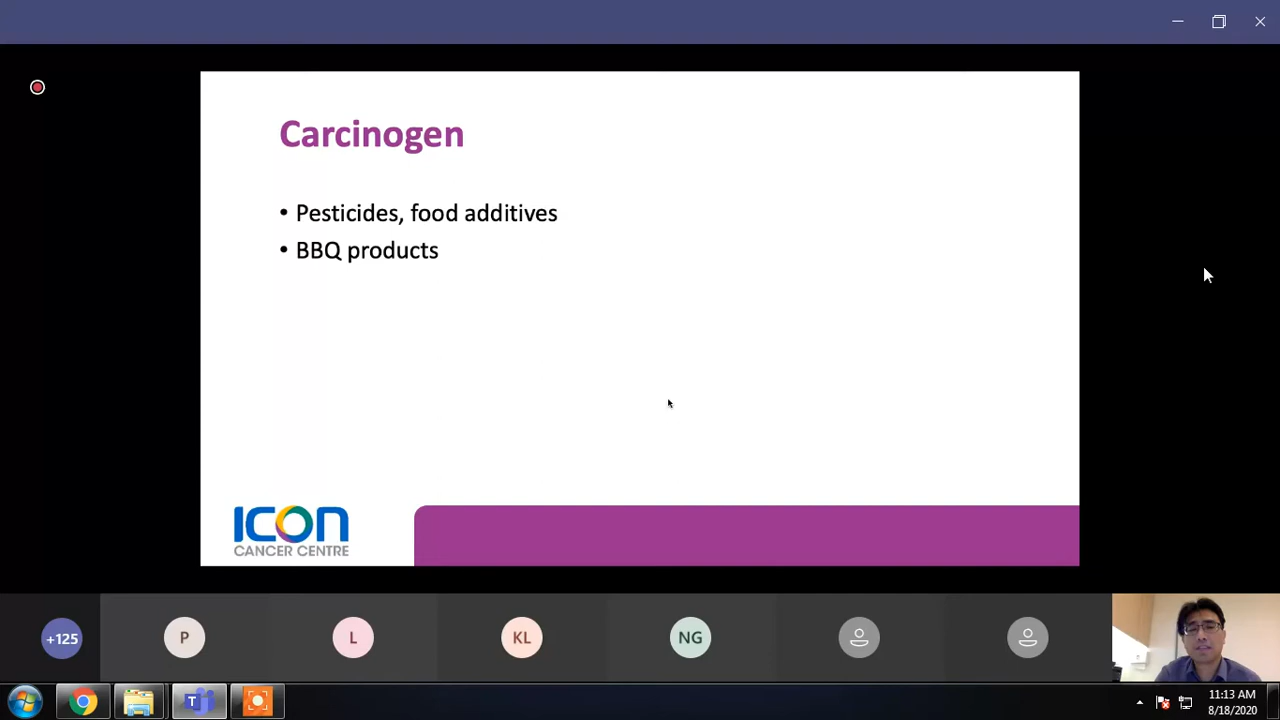 Carcinogen
• Pesticides, food additives
• BBQ products
ICON
CANCER CENTRE
+125
P
L
KL
NG
T
11:13 AM
8/18/2020